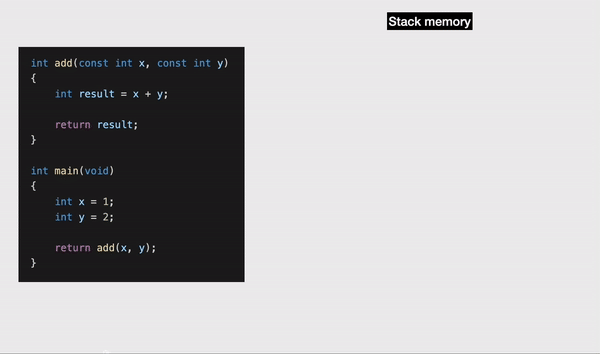 Stack memory
int add(const int x, const int y)
{
    int result = x + y;

    return result;
}

int main(void)
{
    int x = 1;
    int y = 2;

    return add(x, y);
}